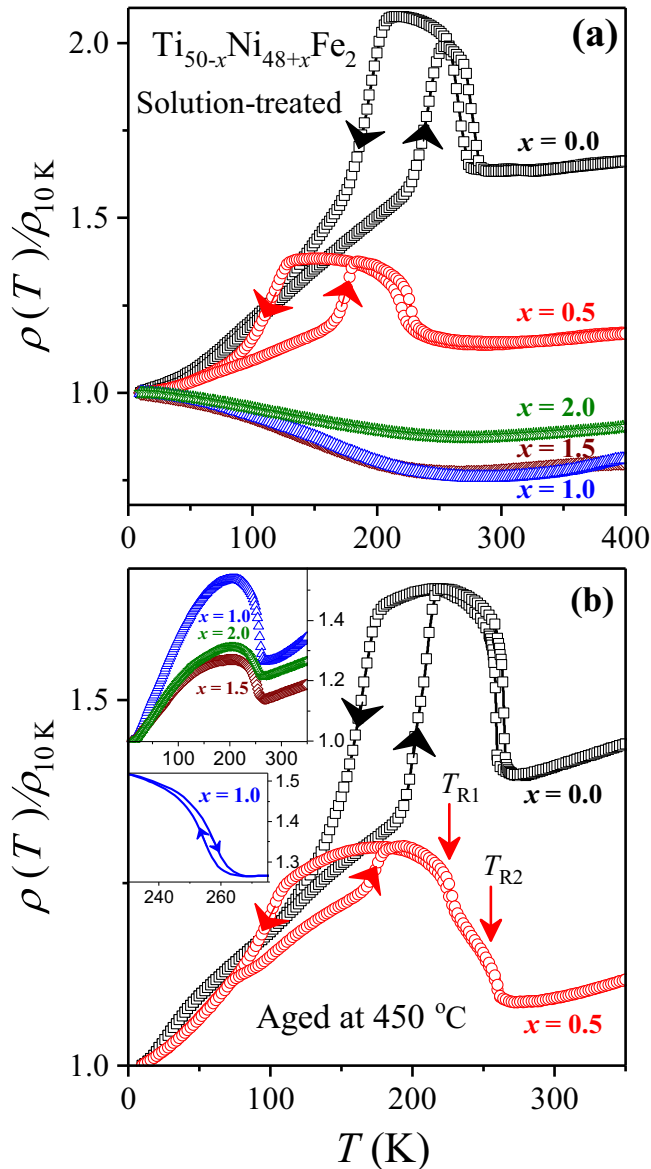 (a)
Ti50-xNi48+xFe2
Solution-treated
x = 0.0
x = 0.5
x = 2.0
x = 1.5
x = 1.0
ρ(T)/ρ10 K
2.0
1.5
1.0
0 100 200 300 400
(b)
x = 1.0
x = 2.0
x = 1.5
1.4
1.2
1.0
100 200 300
x = 1.0
1.5
1.4
1.3
240 260
TR1
TR2
x = 0.0
x = 0.5
Aged at 450 °C
ρ(T)/ρ10 K
1.5
1.0
0 100 200 300
T (K)